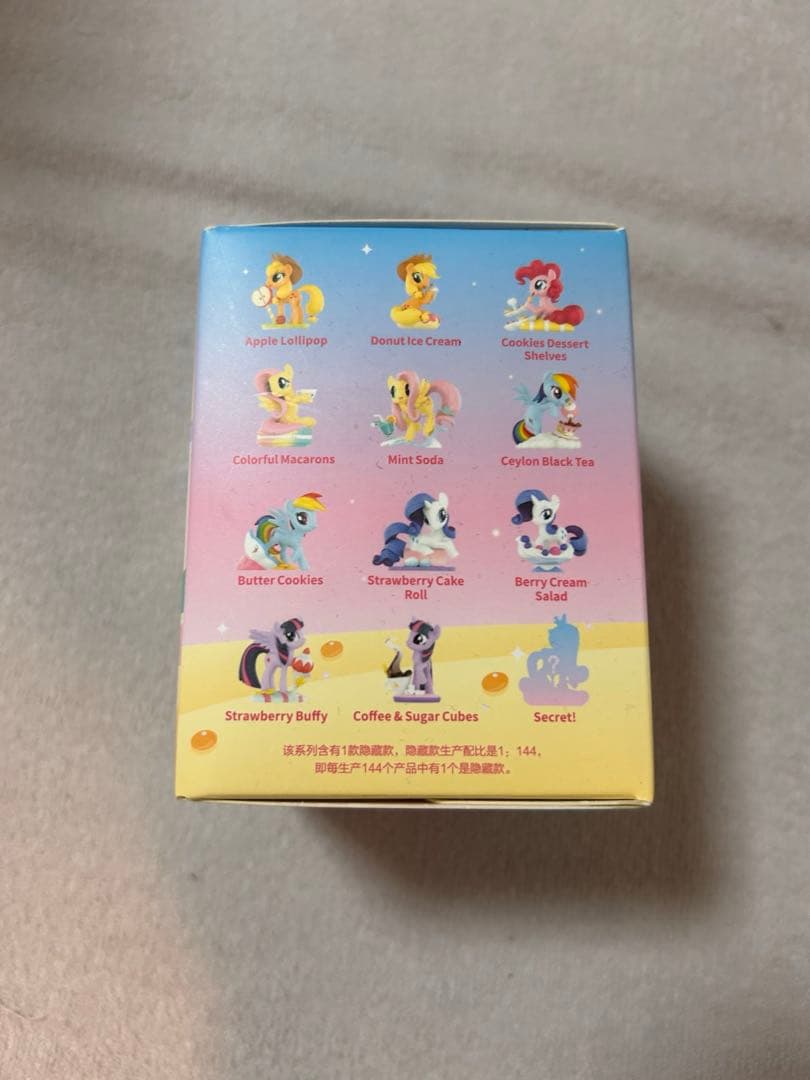 Apple Lollipop
Donut Ice Cream
Cookies Dessert
Shelves
Colorful Macarons
Mint Soda
Ceylon Black Tea
Butter Cookies
Strawberry Cake
Roll
Berry Cream
Salad
Strawberry Buffy
Coffee & Sugar Cubes
?
Secret!
该系列含有1款隐藏款，隐藏款生产配比是1；144，
即每生产144个产品中有1个是隐藏款。